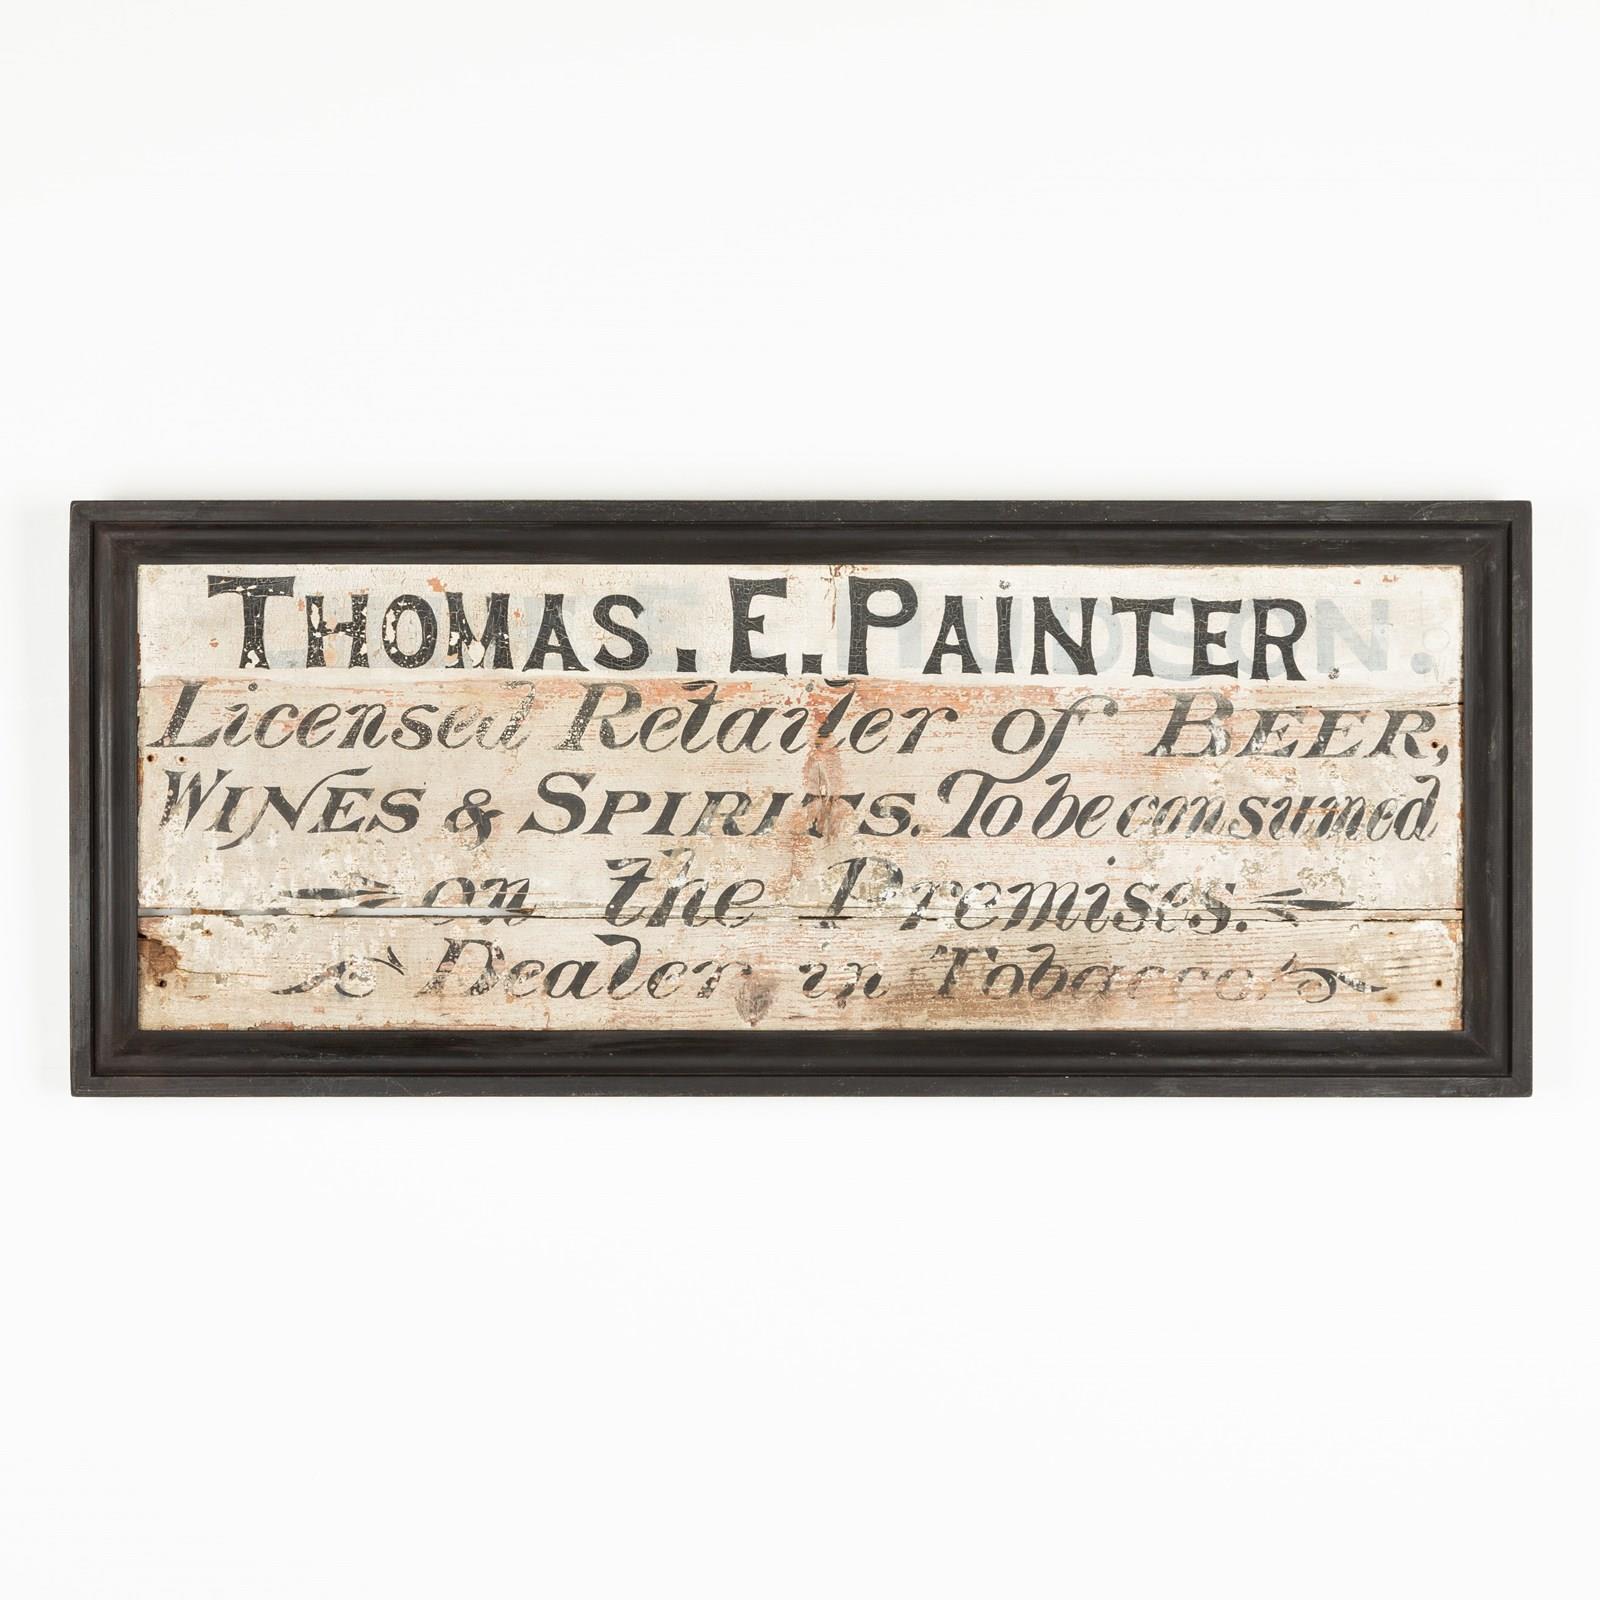 THOMAS. E. PAINTER.
Licensed Retailer of BEER,
WINES & SPIRITS. To be consumed
on the Premises.
Dealer in Tobacco's